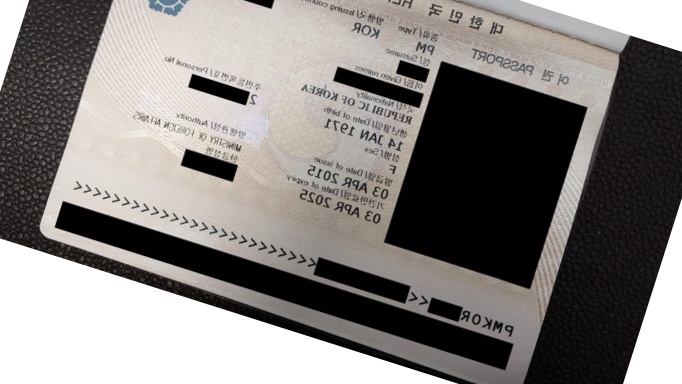 대한민국 RE
여권 PASSPORT
종류/Type 발행국/Issuing country
PM KOR
성/Surname
이름/Given names
국적/Nationality
REPUBLIC OF KOREA
생년월일/Date of birth 주민등록번호/Personal No
14 JAN 1971 2
성별/Sex
F
발급일/Date of issue 발행관청/Authority
03 APR 2015 MINISTRY OF FOREIGN AFFAIRS
기간만료일/Date of expiry 한글성명
03 APR 2025
PMKOR <<<<<<<<<<<<<<<<<<<<<<<<<